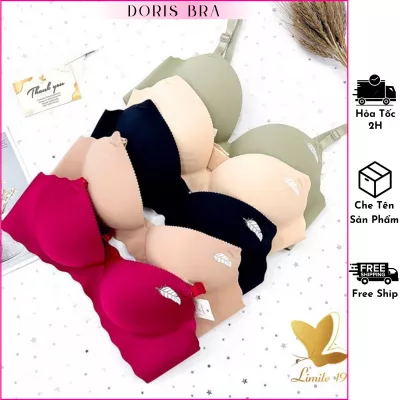 DORIS BRA
Thank you
Hỏa Tốc
2H
Che Tên
Sản Phẩm
FREE
SHIPPING
Free Ship
Limite 49